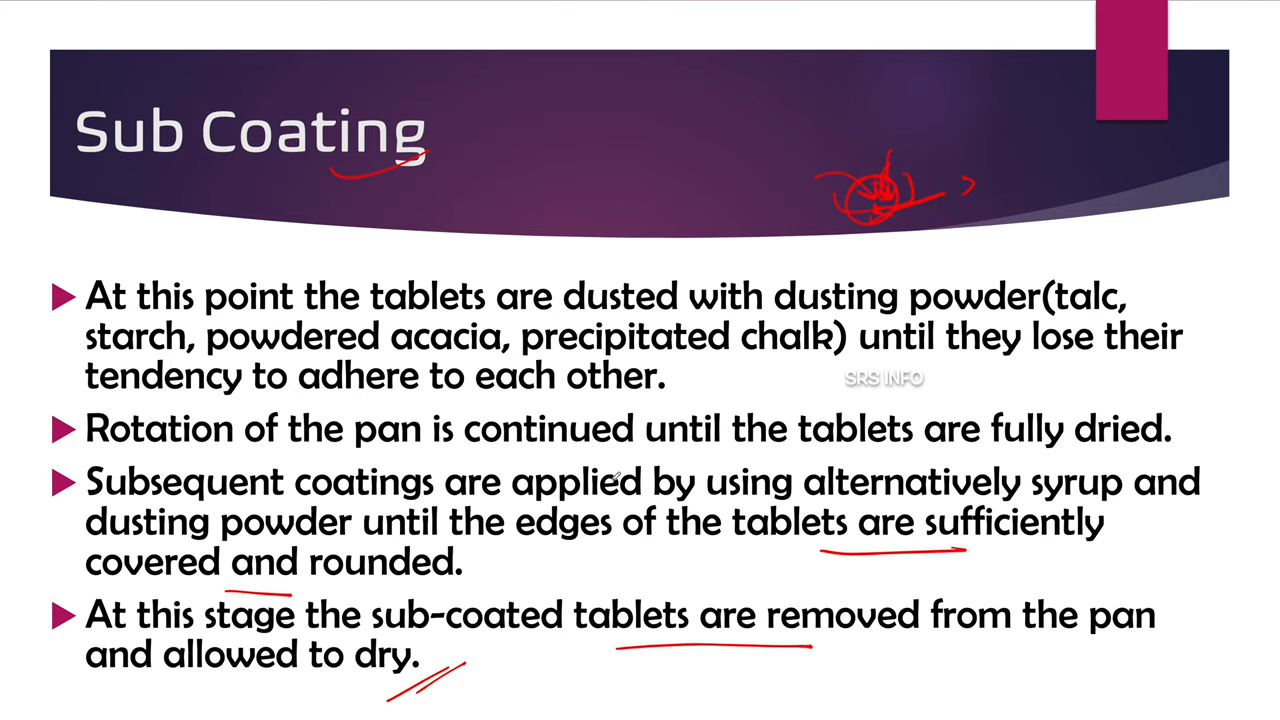 Sub Coating
At this point the tablets are dusted with dusting powder(talc,
starch, powdered acacia, precipitated chalk) until they lose their
tendency to adhere to each other.
SRS INFO
Rotation of the pan is continued until the tablets are fully dried.
Subsequent coatings are applied by using alternatively syrup and
dusting powder until the edges of the tablets are sufficiently
covered and rounded.
At this stage the sub-coated tablets are removed from the pan
and allowed to dry.